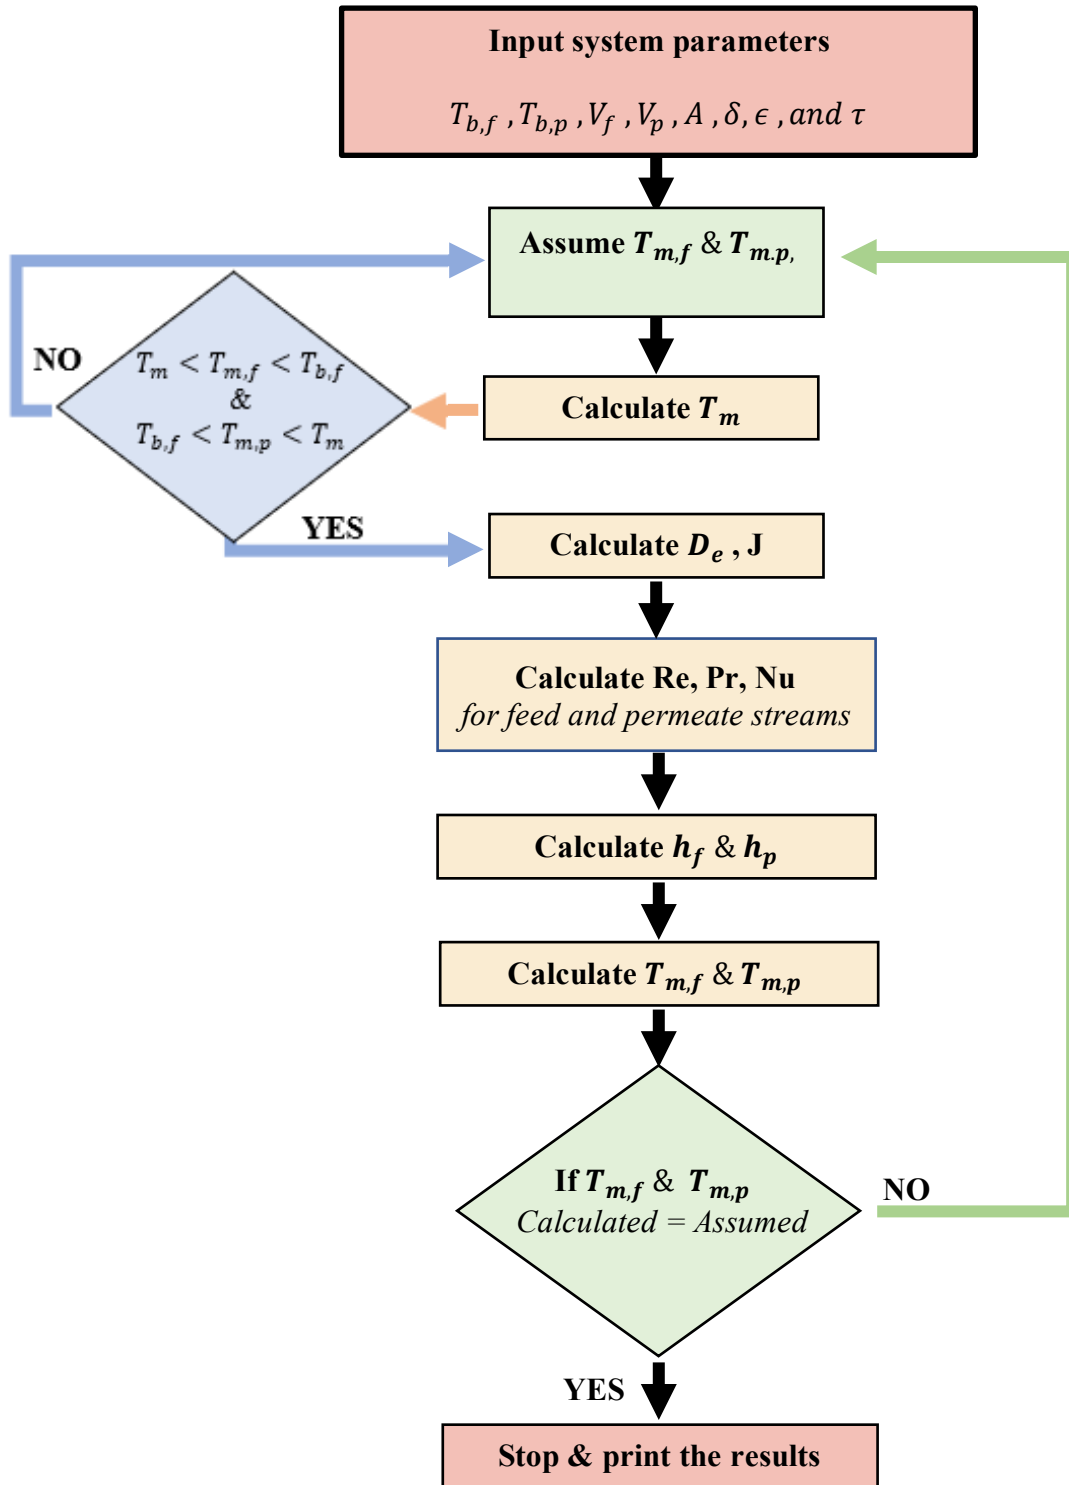 Input system parameters
T_{b,f} , T_{b,p} , V_f , V_p , A , δ, ϵ , and τ
Assume T_{m,f} & T_{m.p},
NO
T_m < T_{m,f} < T_{b,f}
&
T_{b,f} < T_{m,p} < T_m
Calculate T_m
YES
Calculate D_e , J
Calculate Re, Pr, Nu
for feed and permeate streams
Calculate h_f & h_p
Calculate T_{m,f} & T_{m,p}
If T_{m,f} & T_{m,p}
Calculated = Assumed
NO
YES
Stop & print the results